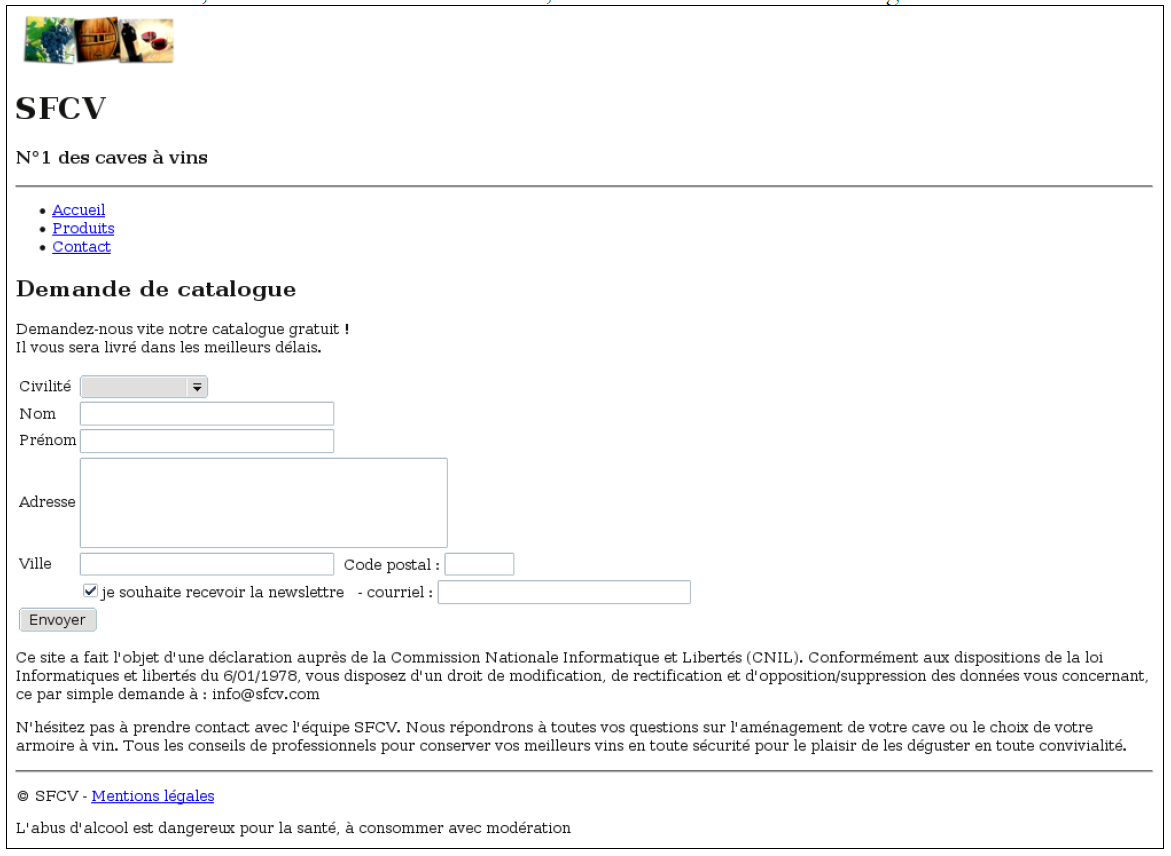 SFCV
N°1 des caves à vins
• Accueil
• Produits
• Contact
Demande de catalogue
Demandez-nous vite notre catalogue gratuit !
Il vous sera livré dans les meilleurs délais.
Civilité
Nom
Prénom
Adresse
Ville Code postal :
je souhaite recevoir la newslettre - courriel :
Envoyer
Ce site a fait l'objet d'une déclaration auprès de la Commission Nationale Informatique et Libertés (CNIL). Conformément aux dispositions de la loi
Informatiques et libertés du 6/01/1978, vous disposez d'un droit de modification, de rectification et d'opposition/suppression des données vous concernant,
ce par simple demande à : info@sfcv.com
N'hésitez pas à prendre contact avec l'équipe SFCV. Nous répondrons à toutes vos questions sur l'aménagement de votre cave ou le choix de votre
armoire à vin. Tous les conseils de professionnels pour conserver vos meilleurs vins en toute sécurité pour le plaisir de les déguster en toute convivialité.
© SFCV - Mentions légales
L'abus d'alcool est dangereux pour la santé, à consommer avec modération